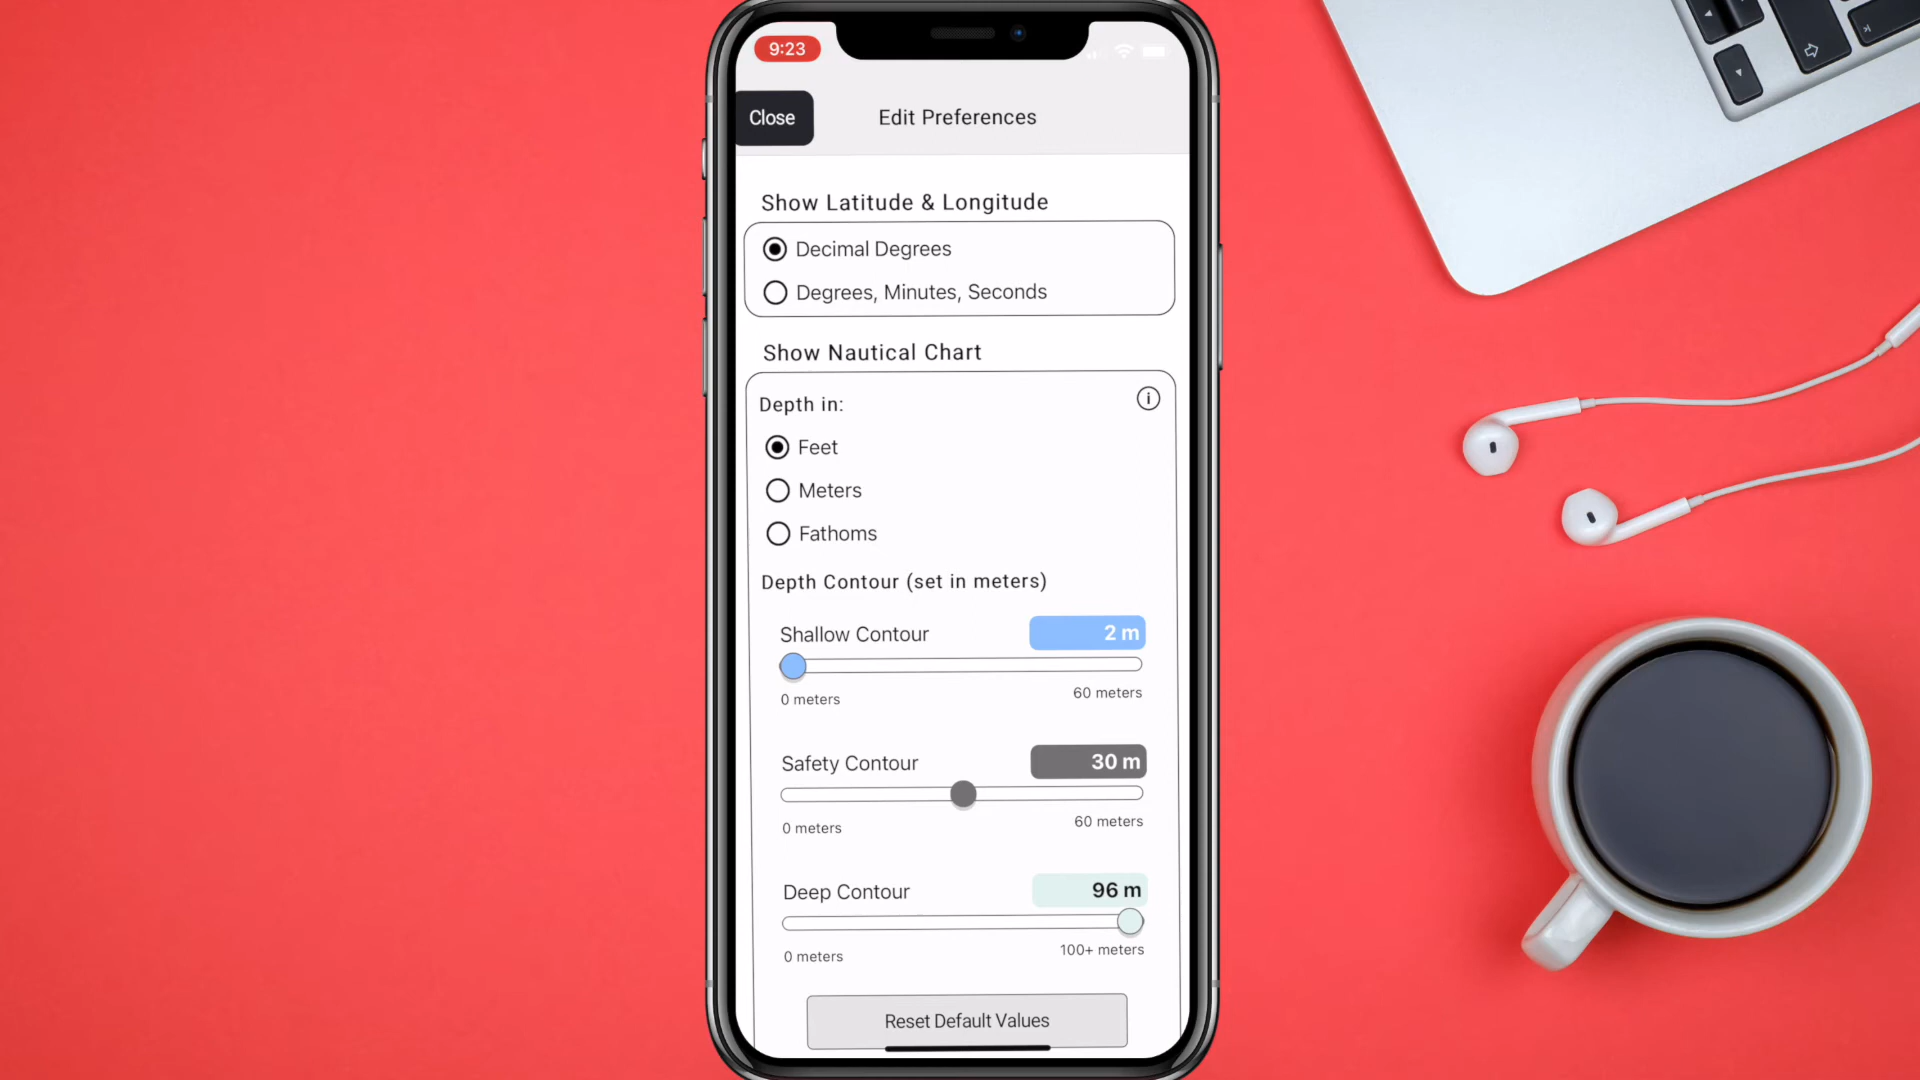 9:23
Close
Edit Preferences
Show Latitude & Longitude
Decimal Degrees
Degrees, Minutes, Seconds
Show Nautical Chart
Depth in:
Feet
Meters
Fathoms
Depth Contour (set in meters)
Shallow Contour 2 m
0 meters 60 meters
Safety Contour 30 m
0 meters 60 meters
Deep Contour 96 m
0 meters 100+ meters
Reset Default Values